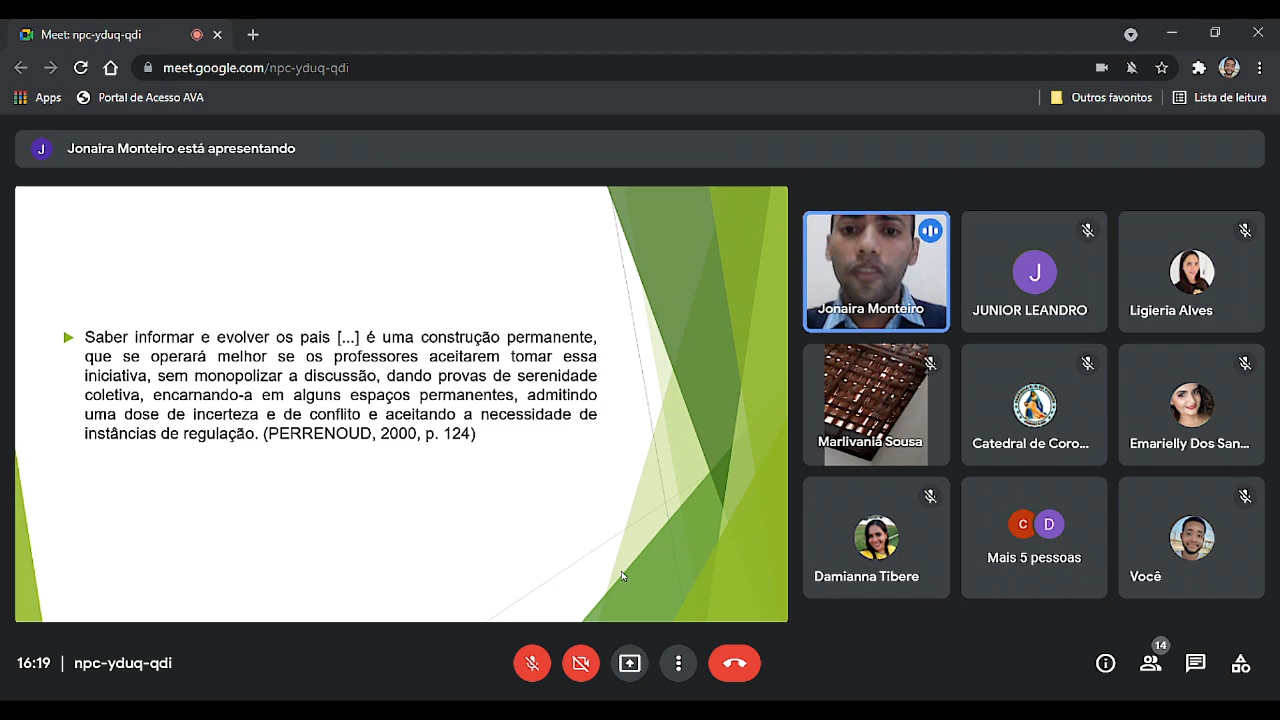 Meet: npc-yduq-qdi
meet.google.com/npc-yduq-qdi
Apps
Portal de Acesso AVA
Outros favoritos
Lista de leitura
J
Jonaira Monteiro está apresentando
Saber informar e evolver os pais [...] é uma construção permanente,
que se operará melhor se os professores aceitarem tomar essa
iniciativa, sem monopolizar a discussão, dando provas de serenidade
coletiva, encarnando-a em alguns espaços permanentes, admitindo
uma dose de incerteza e de conflito e aceitando a necessidade de
instâncias de regulação. (PERRENOUD, 2000, p. 124)
Jonaira Monteiro
J
JUNIOR LEANDRO
Ligieria Alves
Marlivania Sousa
Catedral de Coro...
Emarielly Dos San...
Damianna Tibere
C D
Mais 5 pessoas
Você
16:19 | npc-yduq-qdi
14